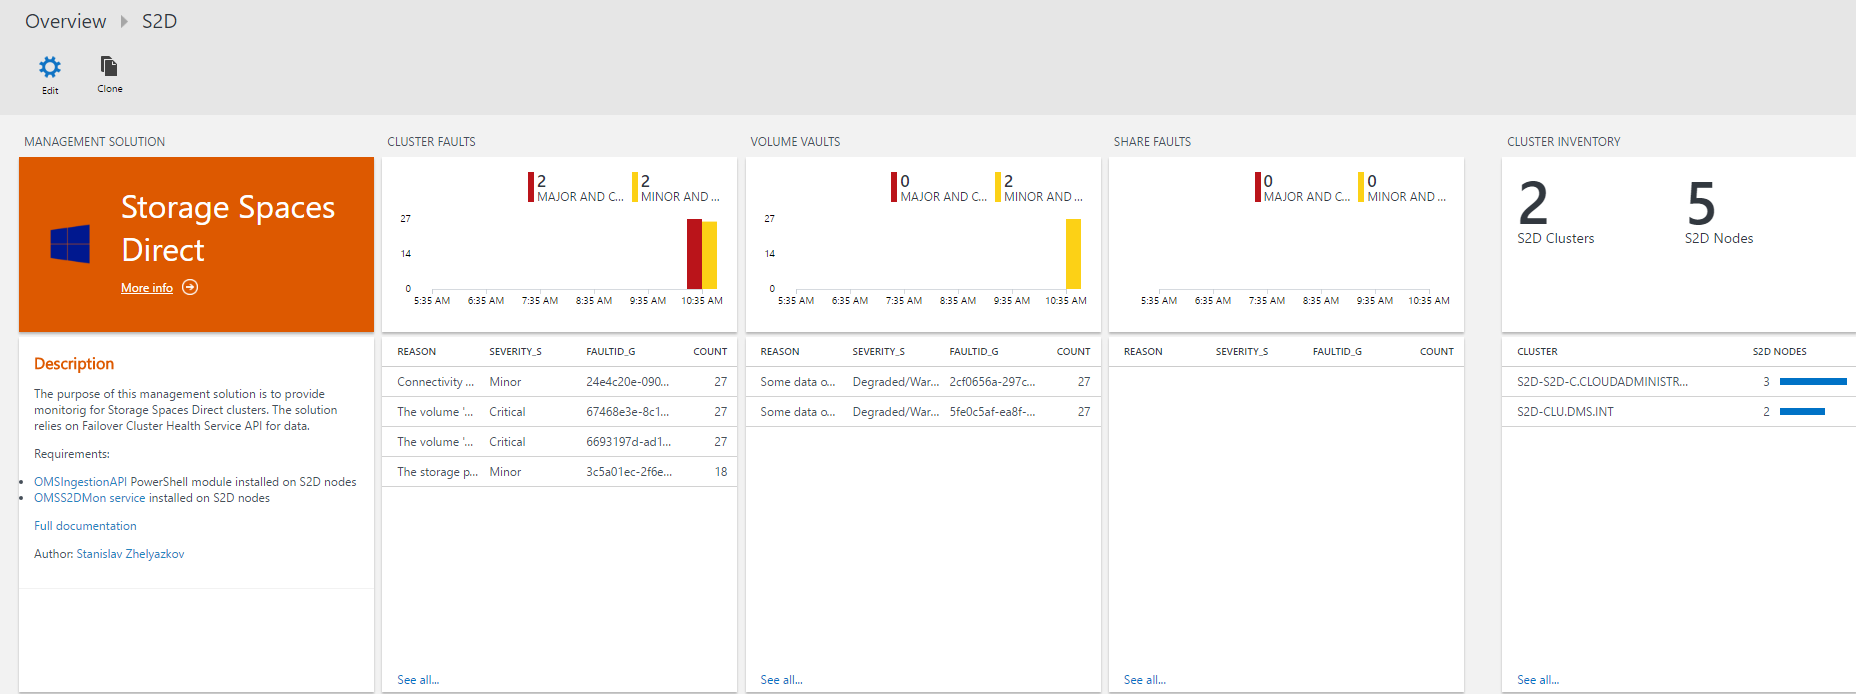 Overview S2D
Edit Clone
MANAGEMENT SOLUTION
Storage Spaces
Direct
More info
Description
The purpose of this management solution is to provide
monitorig for Storage Spaces Direct clusters. The solution
relies on Failover Cluster Health Service API for data.
Requirements:
OMSIngestionAPI PowerShell module installed on S2D nodes
OMSS2DMon service installed on S2D nodes
Full documentation
Author: Stanislav Zhelyazkov
CLUSTER FAULTS
2 2
MAJOR AND C... MINOR AND ...
27
14
0
5:35 AM 6:35 AM 7:35 AM 8:35 AM 9:35 AM 10:35 AM
REASON SEVERITY_S FAULTID_G COUNT
Connectivity ... Minor 24e4c20e-090... 27
The volume '... Critical 67468e3e-8c1... 27
The volume '... Critical 6693197d-ad1... 27
The storage p... Minor 3c5a01ec-2f6e... 18
See all...
VOLUME VAULTS
0 2
MAJOR AND C... MINOR AND ...
27
14
0
5:35 AM 6:35 AM 7:35 AM 8:35 AM 9:35 AM 10:35 AM
REASON SEVERITY_S FAULTID_G COUNT
Some data o... Degraded/War... 2cf0656a-297c... 27
Some data o... Degraded/War... 5fe0c5af-ea8f-... 27
See all...
SHARE FAULTS
0 0
MAJOR AND C... MINOR AND ...
5:35 AM 6:35 AM 7:35 AM 8:35 AM 9:35 AM 10:35 AM
REASON SEVERITY_S FAULTID_G COUNT
See all...
CLUSTER INVENTORY
2 5
S2D Clusters S2D Nodes
CLUSTER S2D NODES
S2D-S2D-C.CLOUDADMINISTR... 3
S2D-CLU.DMS.INT 2
See all...